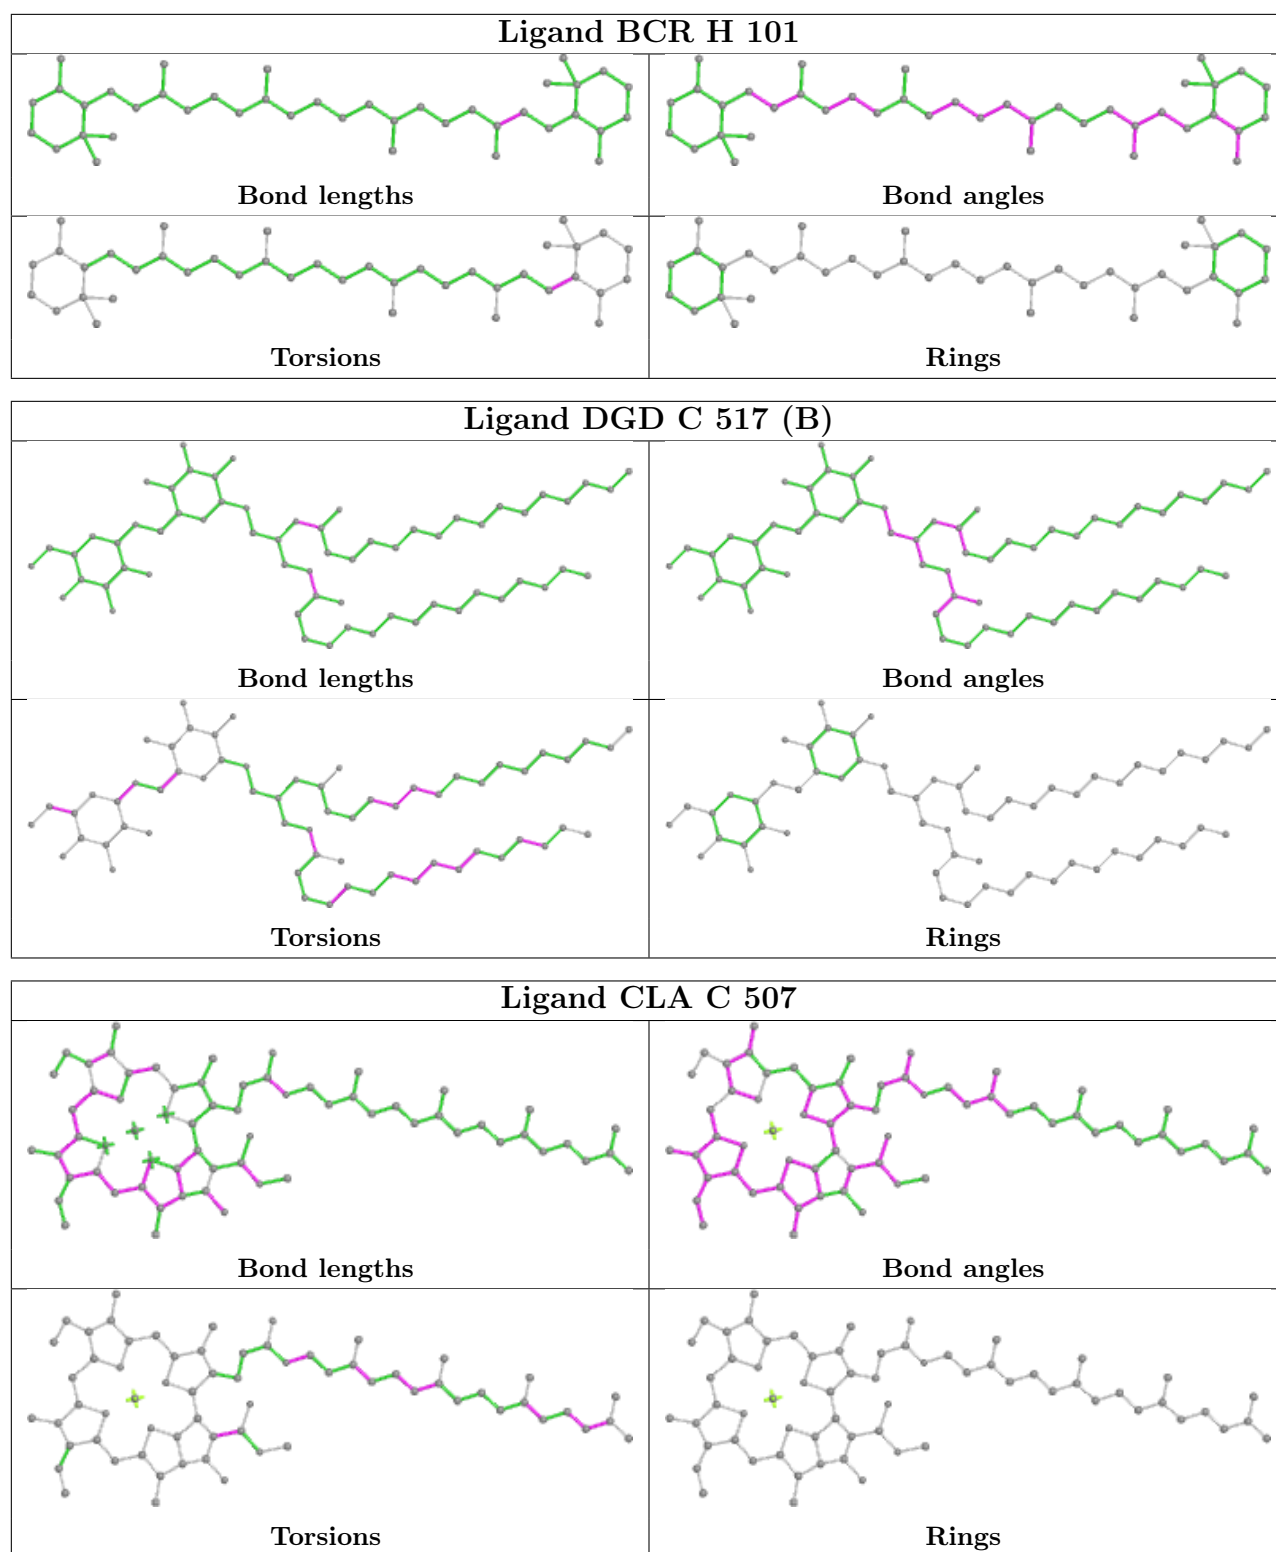 Ligand BCR H 101
Bond lengths
Bond angles
Torsions
Rings
Ligand DGD C 517 (B)
Bond lengths
Bond angles
Torsions
Rings
Ligand CLA C 507
Bond lengths
Bond angles
Torsions
Rings